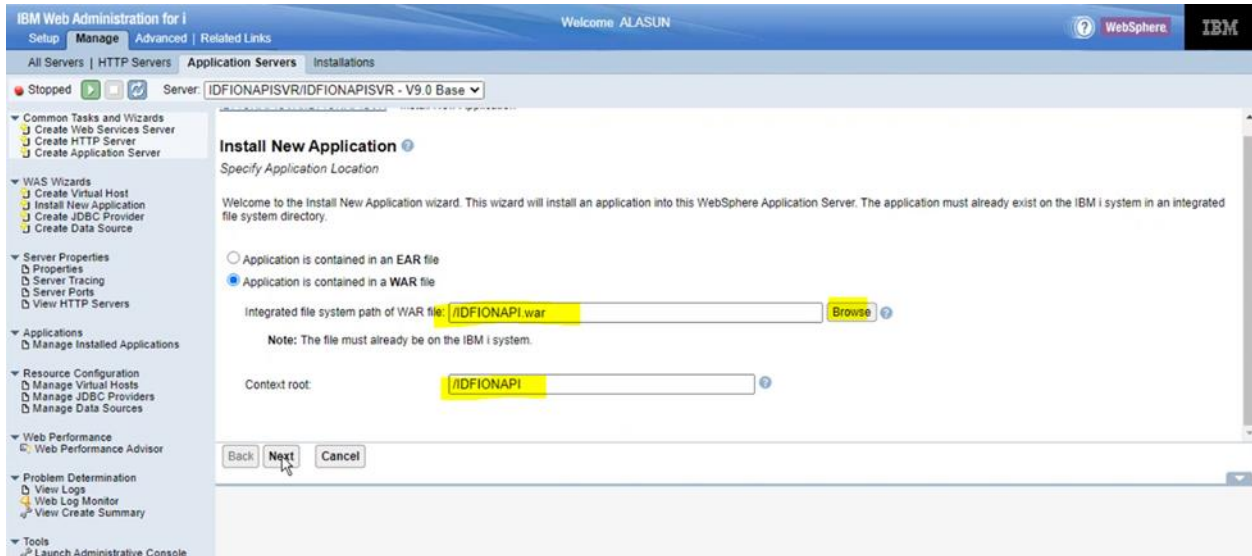 IBM Web Administration for i
Welcome ALASUN
WebSphere.
IBM
Setup Manage Advanced | Related Links
All Servers | HTTP Servers Application Servers Installations
Stopped Server: IDFIONAPISVR/IDFIONAPISVR - V9.0 Base
Common Tasks and Wizards
Create Web Services Server
Create HTTP Server
Create Application Server
WAS Wizards
Create Virtual Host
Install New Application
Create JDBC Provider
Create Data Source
Server Properties
Properties
Server Tracing
Server Ports
View HTTP Servers
Applications
Manage Installed Applications
Resource Configuration
Manage Virtual Hosts
Manage JDBC Providers
Manage Data Sources
Web Performance
Web Performance Advisor
Problem Determination
View Logs
Web Log Monitor
View Create Summary
Tools
Launch Administrative Console
Install New Application
Specify Application Location
Welcome to the Install New Application wizard. This wizard will install an application into this WebSphere Application Server. The application must already exist on the IBM i system in an integrated
file system directory.
Application is contained in an EAR file
Application is contained in a WAR file
Integrated file system path of WAR file: /IDFIONAPI.war Browse
Note: The file must already be on the IBM i system.
Context root: /IDFIONAPI
Back Next Cancel